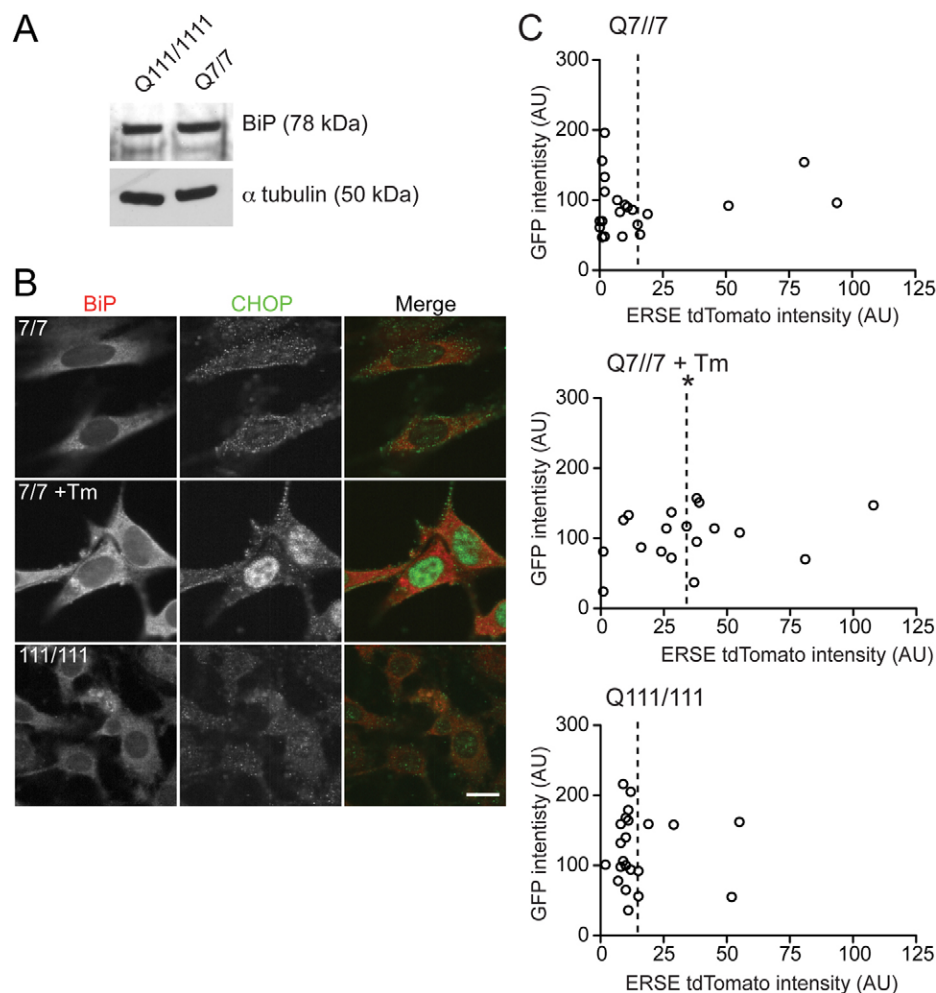 A
Q111/1111
Q7/7
BiP (78 kDa)
α tubulin (50 kDa)
B
BiP
CHOP
Merge
7/7
7/7 +Tm
111/111
C
Q7//7
GFP intentisty (AU)
300
200
100
0
0 25 50 75 100 125
ERSE tdTomato intensity (AU)
Q7//7 + Tm
*
GFP intentisty (AU)
300
200
100
0
0 25 50 75 100 125
ERSE tdTomato intensity (AU)
Q111/111
GFP intentisty (AU)
300
200
100
0
0 25 50 75 100 125
ERSE tdTomato intensity (AU)